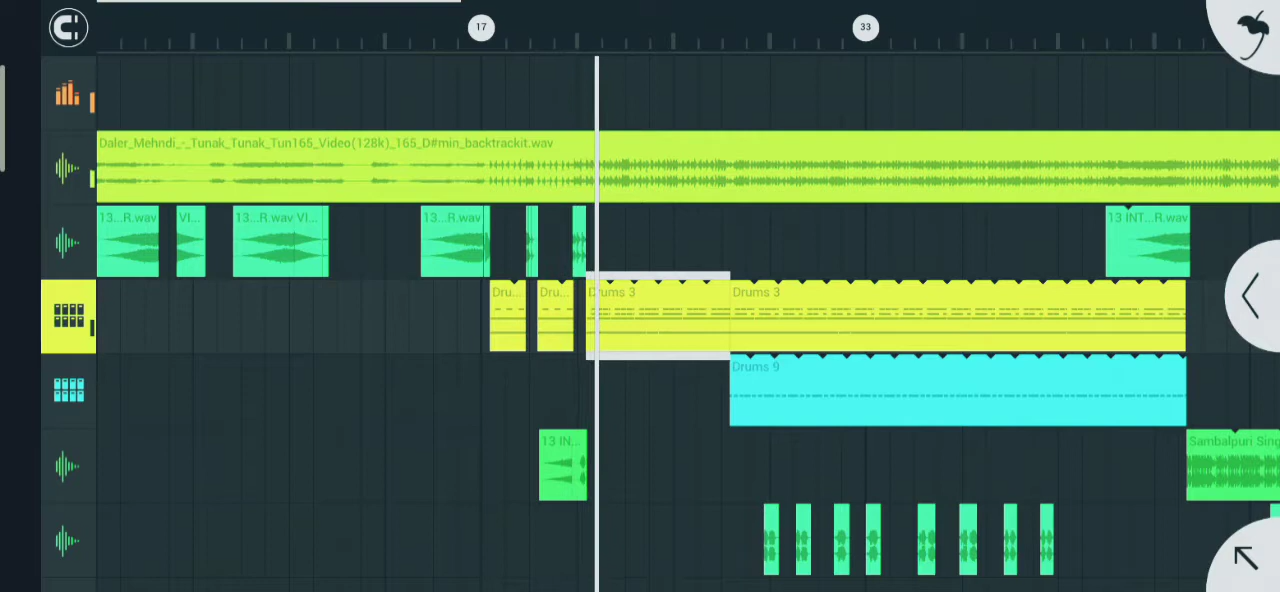 17
33
Daler_Mehndi_-_Tunak_Tunak_Tun165_Video(128k)_165_D#min_backtrackit.wav
13...R.wav
VI...
13...R.wav VI...
13...R.wav
13 INT...R.wav
Dru...
Dru...
Drums 3
Drums 3
Drums 9
13 IN...
Sambalpuri Sing